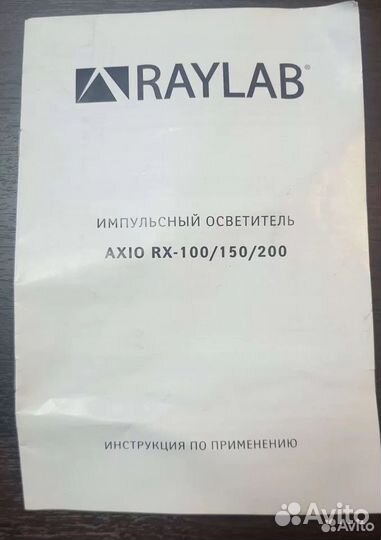 RAYLAB®
ИМПУЛЬСНЫЙ ОСВЕТИТЕЛЬ
AXIO RX-100/150/200
ИНСТРУКЦИЯ ПО ПРИМЕНЕНИЮ
Avito